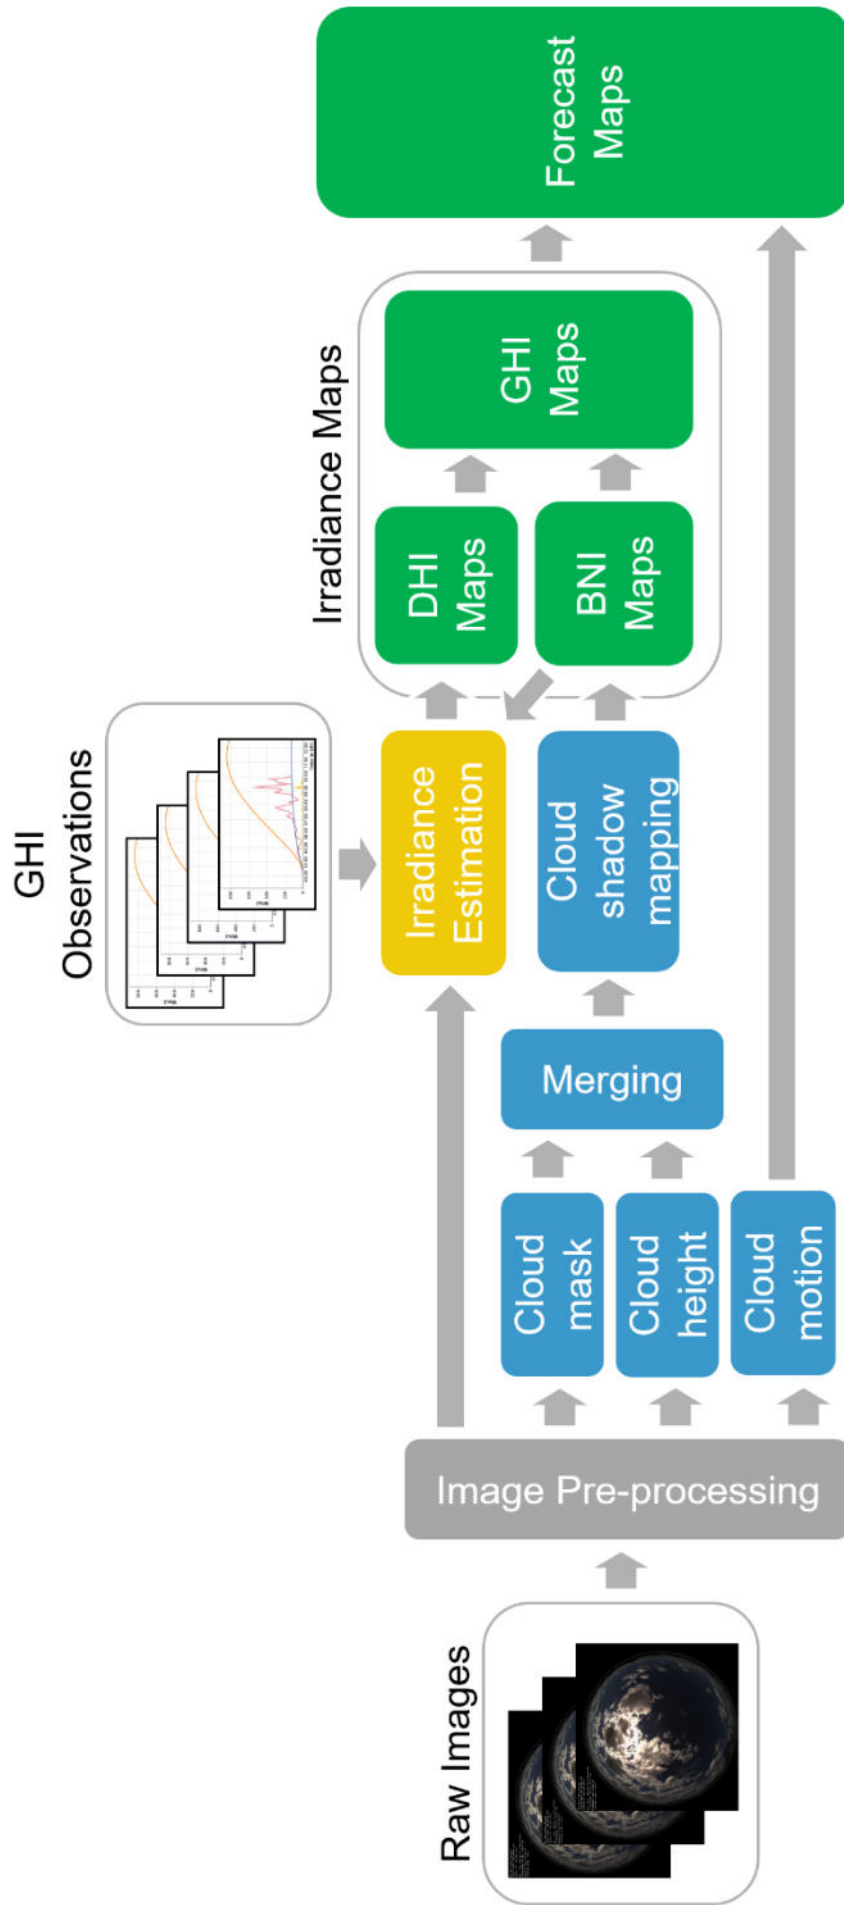 Raw Images
Image Pre-processing
Cloud
mask
Cloud
height
Cloud
motion
Merging
GHI
Observations
Irradiance
Estimation
Cloud
shadow
mapping
Irradiance Maps
DHI
Maps
BNI
Maps
GHI
Maps
Forecast
Maps